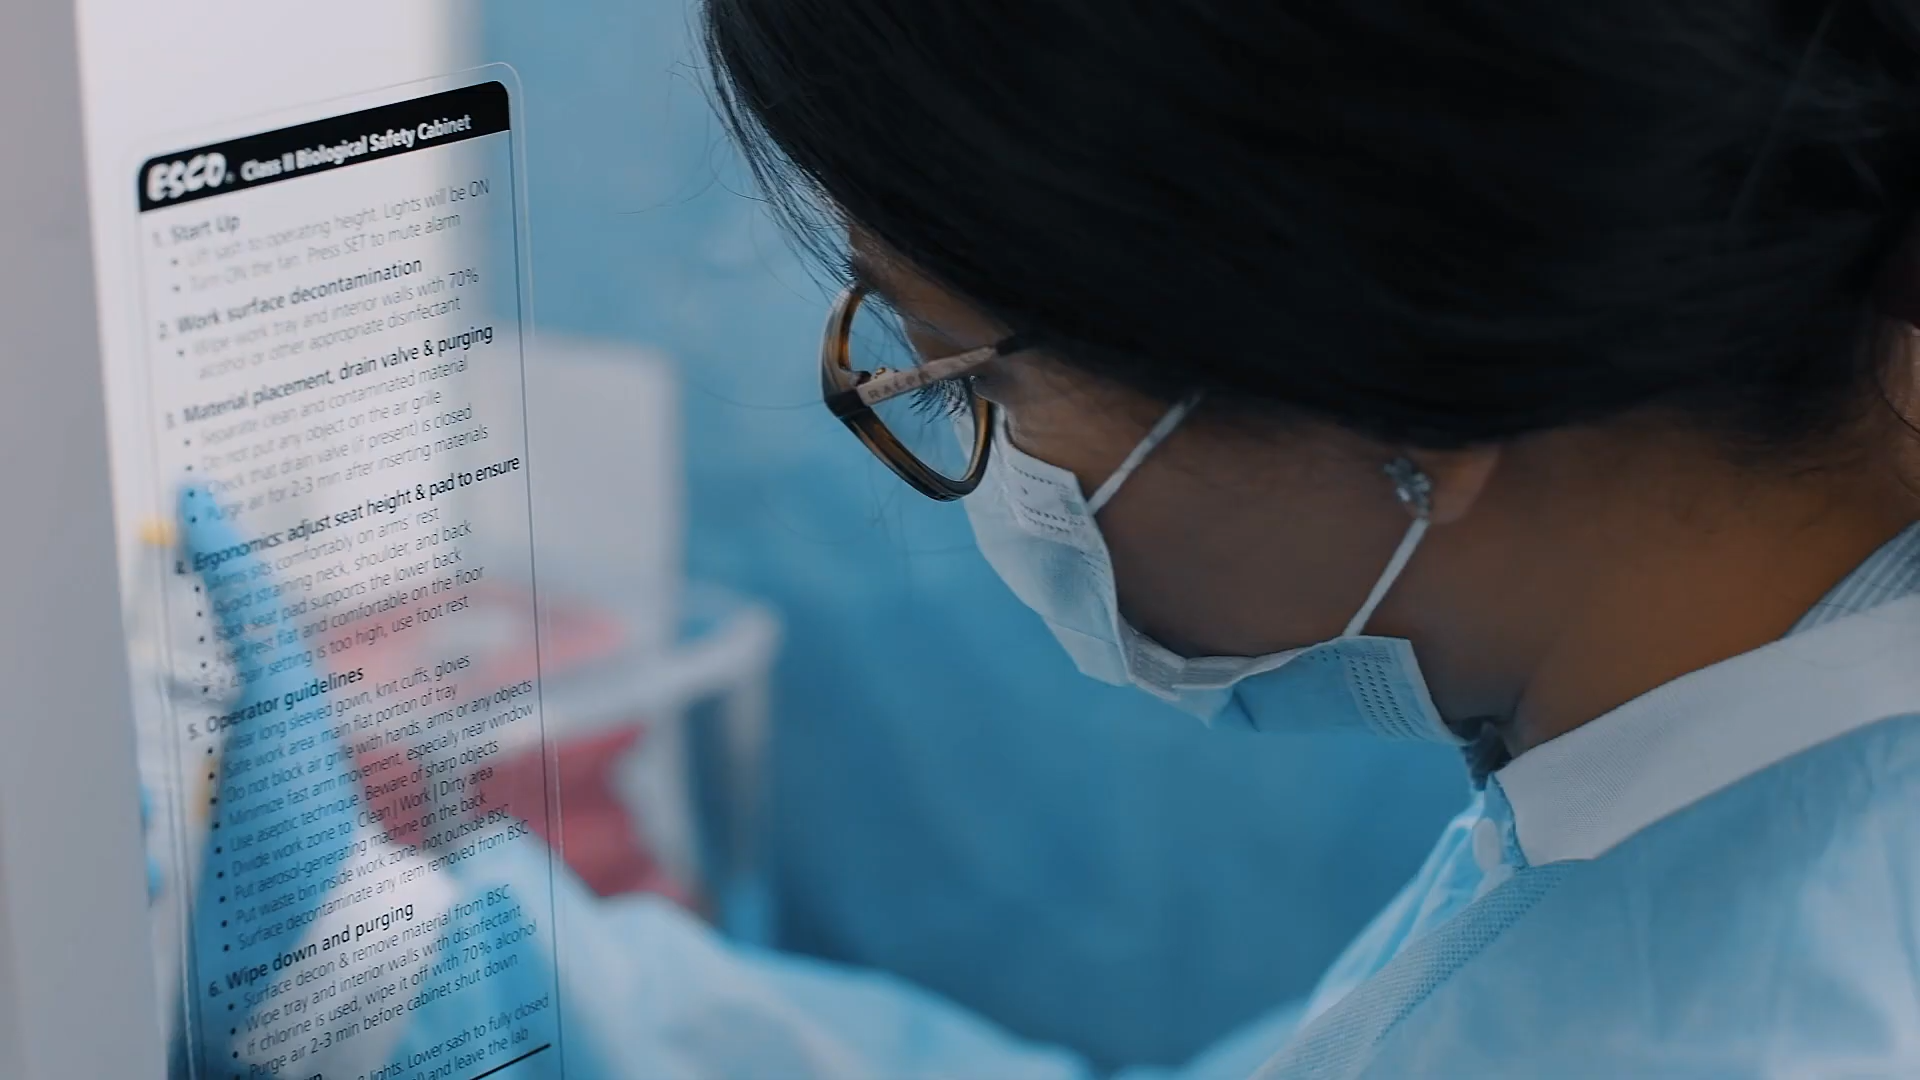 ESCO. Class II Biological Safety Cabinet
1. Start Up
• Lift sash to operating height. Lights will be ON
• Turn ON the fan. Press SET to mute alarm
2. Work surface decontamination
• Wipe work tray and interior walls with 70%
alcohol or other appropriate disinfectant
3. Material placement, drain valve & purging
• Separate clean and contaminated material
• Do not put any object on the air grille
• Check that drain valve (if present) is closed
• Purge air for 2-3 min after inserting materials
4. Ergonomics: adjust seat height & pad to ensure
• Arms sits comfortably on arms' rest
• Avoid straining neck, shoulder, and back
• Back seat pad supports the lower back
• Feet rest flat and comfortable on the floor
• If chair setting is too high, use foot rest
5. Operator guidelines
• Wear long sleeved gown, knit cuffs, gloves
• Safe work area: main flat portion of tray
• Do not block air grille with hands, arms or any objects
• Minimize fast arm movement, especially near window
• Use aseptic technique. Beware of sharp objects
• Divide work zone to: Clean | Work | Dirty area
• Put aerosol-generating machine on the back
• Put waste bin inside work zone, not outside BSC
• Surface decontaminate any item removed from BSC
6. Wipe down and purging
• Surface decon & remove material from BSC
• Wipe tray and interior walls with disinfectant
• If chlorine is used, wipe it off with 70% alcohol
• Purge air 2-3 min before cabinet shut down
lights. Lower sash to fully closed
and leave the lab